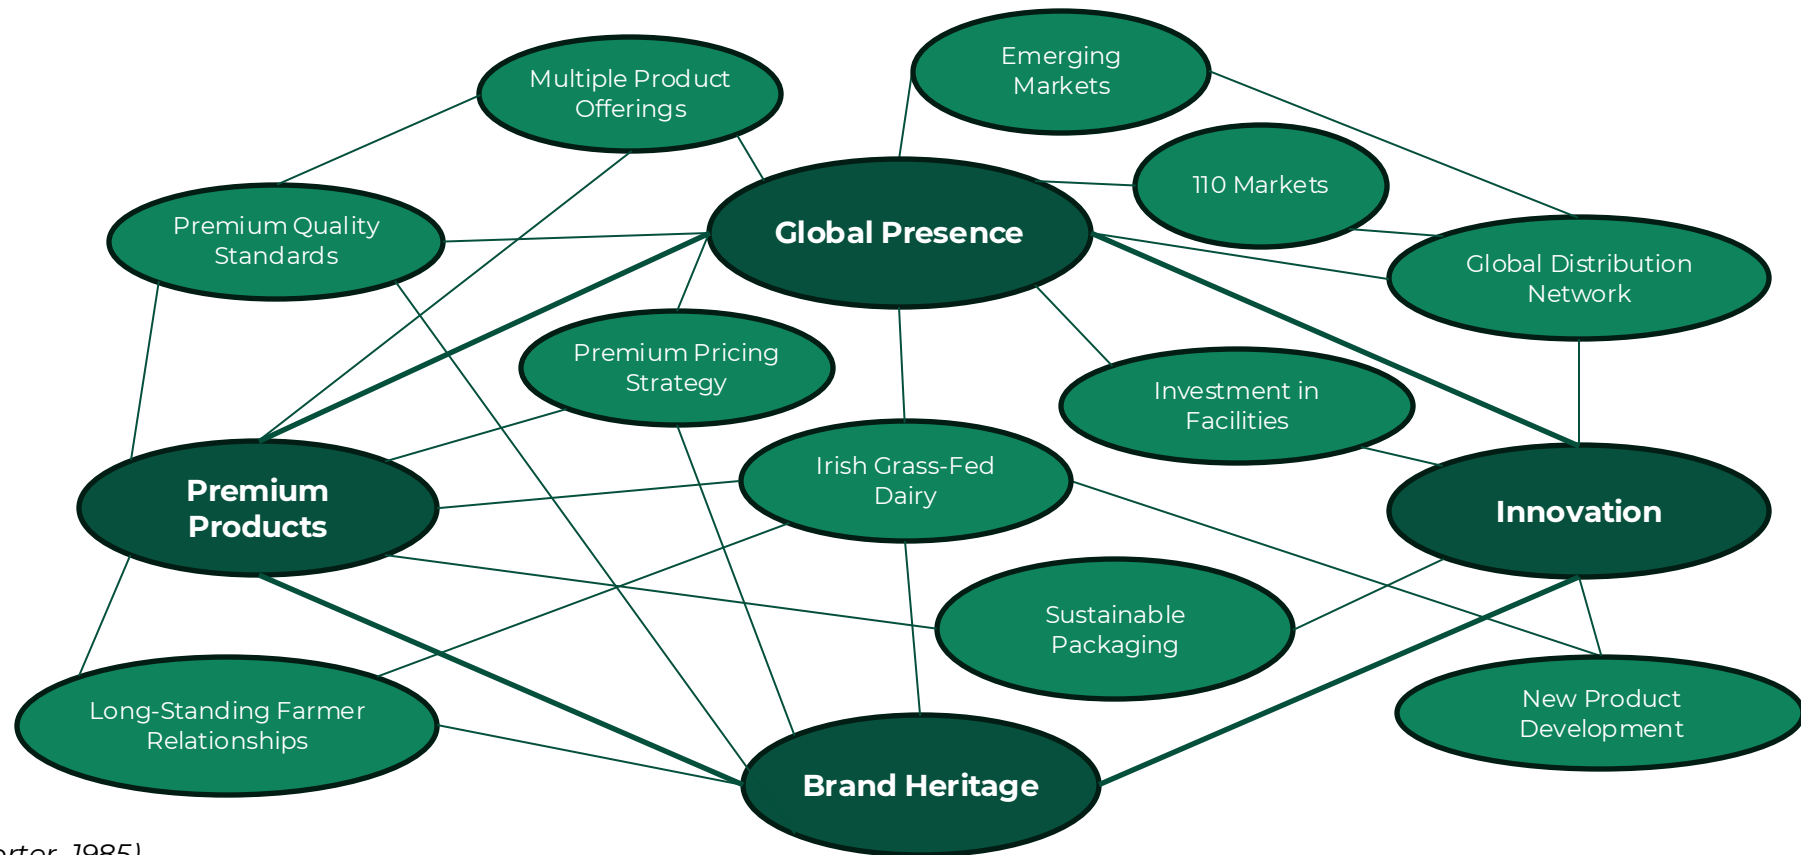 Emerging
Markets
Multiple Product
Offerings
110 Markets
Premium Quality
Standards
Global Presence
Global Distribution
Network
Premium Pricing
Strategy
Investment in
Facilities
Irish Grass-Fed
Dairy
Premium
Products
Innovation
Sustainable
Packaging
Long-Standing Farmer
Relationships
New Product
Development
Brand Heritage
1985)